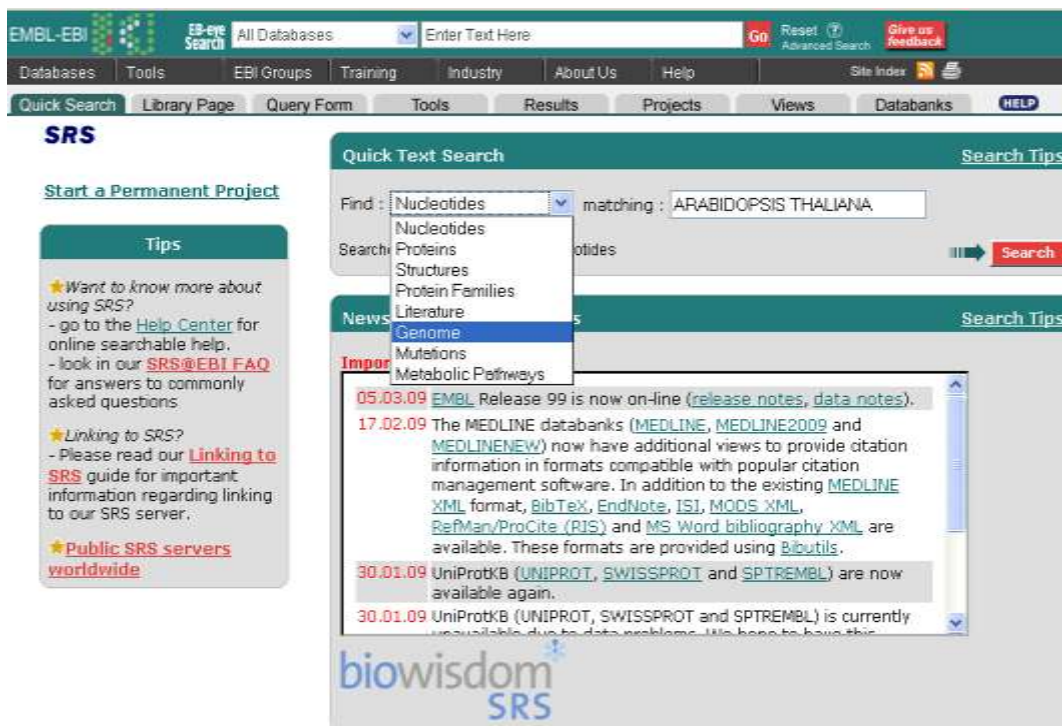 EMBL-EBI
EB-eye Search
All Databases
Enter Text Here
Go
Reset ?
Advanced Search
Give us feedback
Databases Tools EBI Groups Training Industry About Us Help Site Index
Quick Search Library Page Query Form Tools Results Projects Views Databanks HELP
SRS
Start a Permanent Project
Tips
Want to know more about
using SRS?
- go to the Help Center for
online searchable help.
- look in our SRS@EBI FAQ
for answers to commonly
asked questions
Linking to SRS?
- Please read our Linking to
SRS guide for important
information regarding linking
to our SRS server.
Public SRS servers
worldwide
Quick Text Search Search Tips
Find : Nucleotides matching : ARABIDOPSIS THALIANA
Nucleotides
Proteins
Structures
Protein Families
Literature
Genome
Mutations
Metabolic Pathways
Search
News Search Tips
05.03.09 EMBL Release 99 is now on-line (release notes, data notes).
17.02.09 The MEDLINE databanks (MEDLINE, MEDLINE2009 and
MEDLINENEW) now have additional views to provide citation
information in formats compatible with popular citation
management software. In addition to the existing MEDLINE
XML format, BibTeX, EndNote, ISI, MODS XML,
RefMan/ProCite (RIS) and MS Word bibliography XML are
available. These formats are provided using Bibutils.
30.01.09 UniProtKB (UNIPROT, SWISSPROT and SPTREMBL) are now
available again.
30.01.09 UniProtKB (UNIPROT, SWISSPROT and SPTREMBL) is currently
biowisdom
SRS